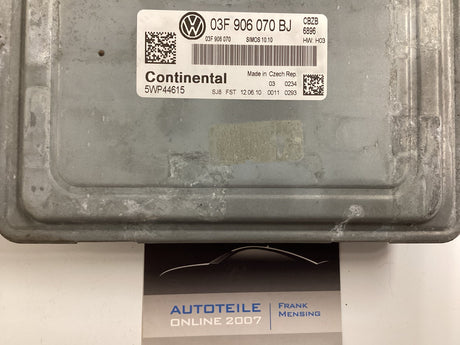 03F 906 070 BJ
03F 906 070 SIMOS 10.10
CBZB
6896
HW: H03
Continental
5WP44615
Made in Czech Rep.
03 0234
SJ8 FST 12.06.10 0011 0293
AUTOTEILE
ONLINE 2007
FRANK
MENSING